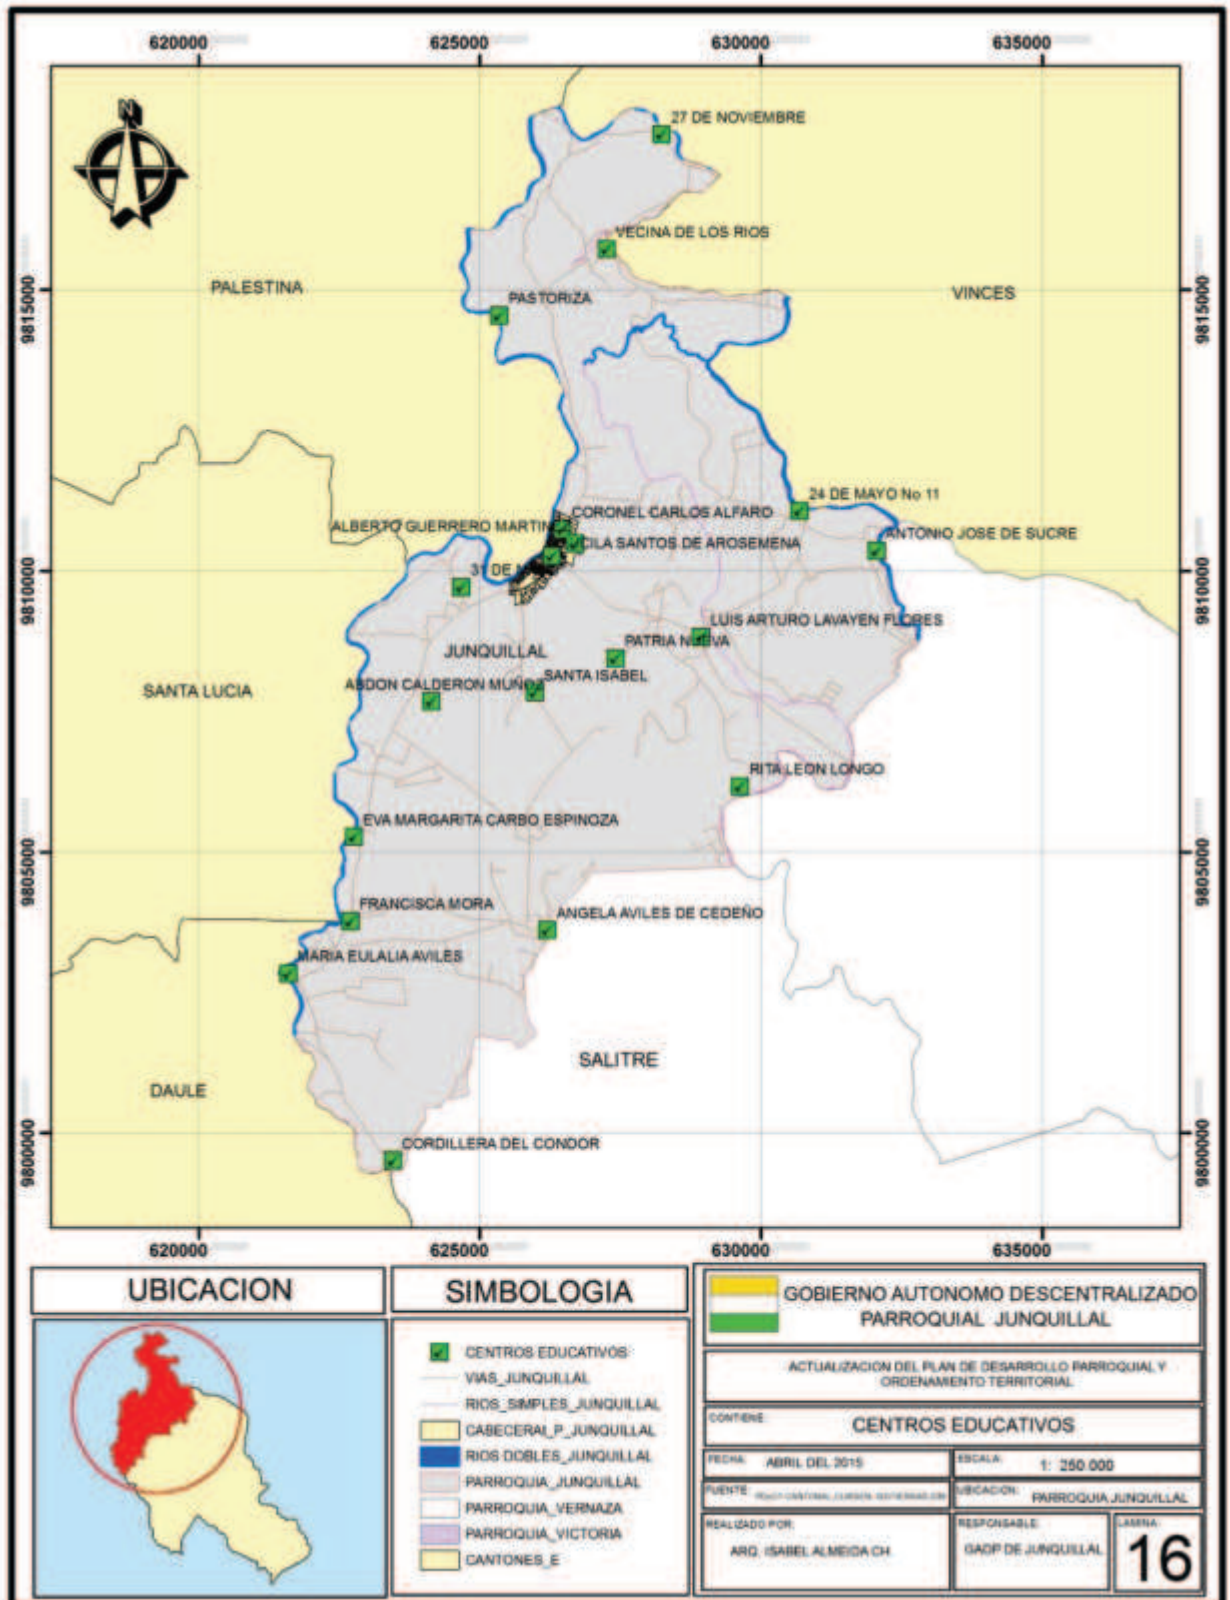 620000 625000 630000 635000
N
27 DE NOVIEMBRE
VECINA DE LOS RIOS
9815000
PALESTINA
PASTORIZA
VINCES
9815000
24 DE MAYO No 11
CORONEL CARLOS ALFARO
ALBERTO GUERRERO MARTIN
ANTONIO JOSE DE SUCRE
CILA SANTOS DE AROSEMENA
9810000
31 DE
9810000
LUIS ARTURO LAVAYEN FLORES
PATRIA NUEVA
JUNQUILLAL
SANTA ISABEL
SANTA LUCIA
ABDON CALDERON MUÑOZ
RITA LEON LONGO
EVA MARGARITA CARBO ESPINOZA
9805000
9805000
FRANCISCA MORA
ANGELA AVILES DE CEDEÑO
MARIA EULALIA AVILES
SALITRE
DAULE
9800000
CORDILLERA DEL CONDOR
9800000
620000 625000 630000 635000
UBICACION
SIMBOLOGIA
CENTROS EDUCATIVOS
VIAS_JUNQUILLAL
RIOS_SIMPLES_JUNQUILLAL
CABECERAL_P_JUNQUILLAL
RIOS DOBLES_JUNQUILLAL
PARROQUIA_JUNQUILLAL
PARROQUIA_VERNAZA
PARROQUIA_VICTORIA
CANTONES_E
GOBIERNO AUTONOMO DESCENTRALIZADO
PARROQUIAL JUNQUILLAL
ACTUALIZACION DEL PLAN DE DESARROLLO PARROQUIAL Y
ORDENAMIENTO TERRITORIAL
CONTIENE: CENTROS EDUCATIVOS
FECHA: ABRIL DEL 2015
ESCALA: 1: 250 000
FUENTE:
UBICACION: PARROQUIA JUNQUILLAL
REALIZADO POR:
ARQ. ISABEL ALMEIDA CH
RESPONSABLE:
GADP DE JUNQUILLAL
LAMINA:
16